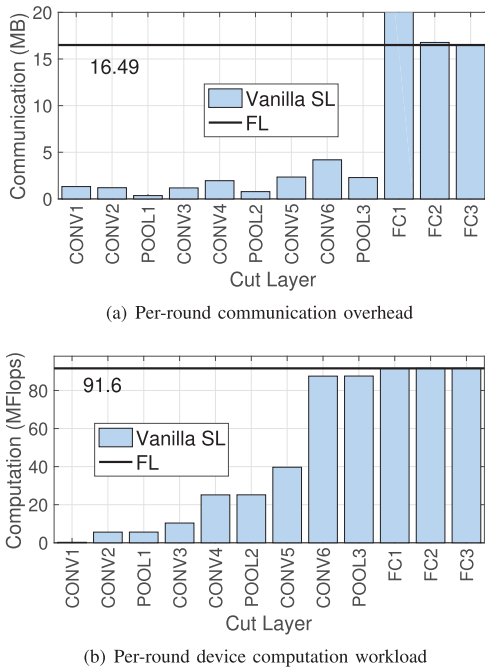 20
15
10
5
0
Communication (MB)
16.49
Vanilla SL
FL
CONV1
CONV2
POOL1
CONV3
CONV4
POOL2
CONV5
CONV6
POOL3
FC1
FC2
FC3
Cut Layer
(a) Per-round communication overhead
80
60
40
20
0
Computation (MFlops)
91.6
Vanilla SL
FL
CONV1
CONV2
POOL1
CONV3
CONV4
POOL2
CONV5
CONV6
POOL3
FC1
FC2
FC3
Cut Layer
(b) Per-round device computation workload